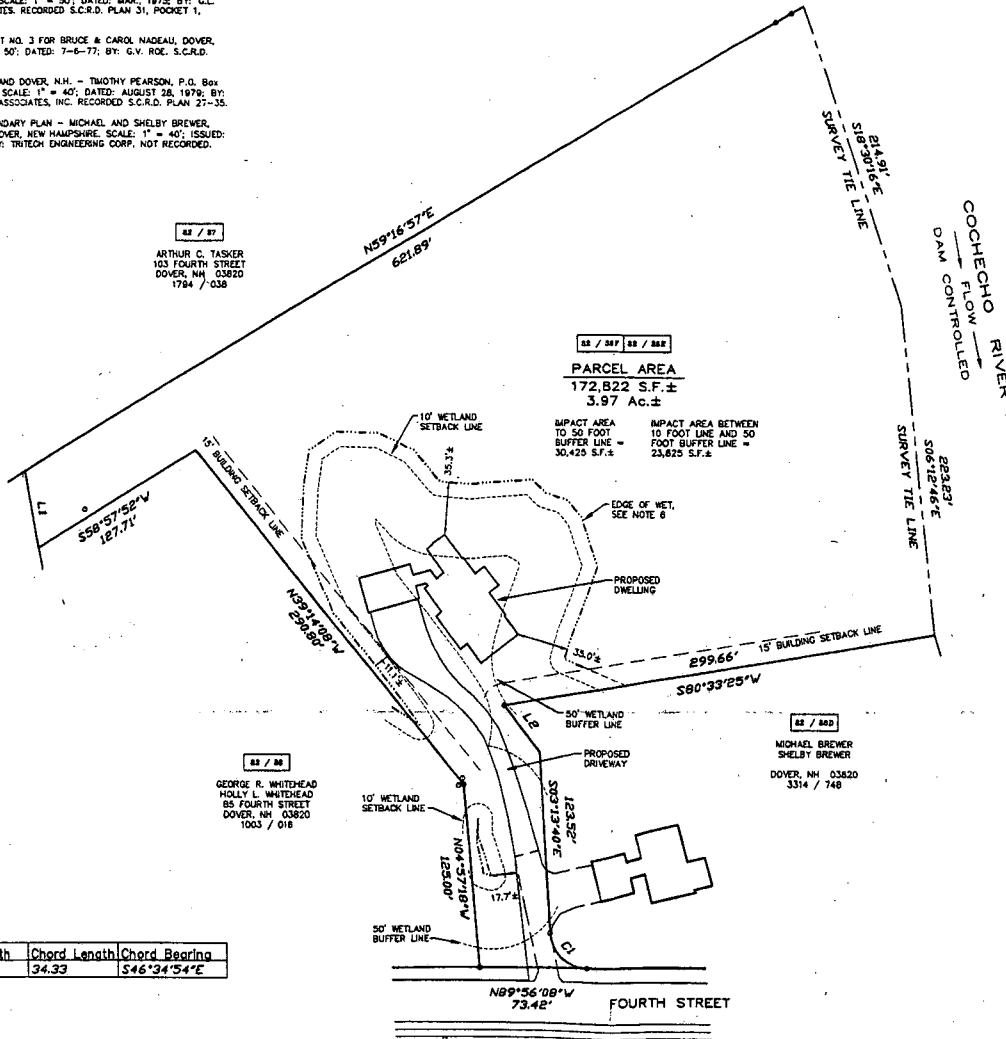 SCALE: 1" = 50'; DATED: MAR., 1975; BY: G.L.
RECORDED S.C.R.D. PLAN 31, POCKET 1,
NO. 3 FOR BRUCE & CAROL NADEAU, DOVER,
50'; DATED: 7-6-77; BY: G.V. ROE. S.C.R.D.
AND DOVER, N.H. - TIMOTHY PEARSON, P.O. Box
SCALE: 1" = 40'; DATED: AUGUST 28, 1979; BY:
ASSOCIATES, INC. RECORDED S.C.R.D. PLAN 27-35.
PLAN - MICHAEL AND SHELBY BREWER,
NEW HAMPSHIRE. SCALE: 1" = 40'; ISSUED:
TRITECH ENGINEERING CORP. NOT RECORDED.
82 / 87
ARTHUR C. TASKER
103 FOURTH STREET
DOVER, NH 03820
1794 / 038
N59°16'57"E
621.89'
214.91'
S18°30'16"E
SURVEY TIE LINE
COCHECHO RIVER
FLOW
DAM CONTROLLED
PARCEL AREA
172,822 S.F.±
3.97 Ac.±
IMPACT AREA
TO 50 FOOT
BUFFER LINE =
30,425 S.F.±
IMPACT AREA BETWEEN
10 FOOT LINE AND 50
FOOT BUFFER LINE =
23,625 S.F.±
10' WETLAND
SETBACK LINE
35.3'±
15' BUILDING SETBACK LINE
EDGE OF WET,
SEE NOTE 6
223.23'
S06°12'46"E
SURVEY TIE LINE
L1
S58°57'52"W
127.71'
PROPOSED
DWELLING
N39°14'08"W
290.80'
35.0'±
299.66'
15' BUILDING SETBACK LINE
S80°33'25"W
L2
50' WETLAND
BUFFER LINE
PROPOSED
DRIVEWAY
MICHAEL BREWER
SHELBY BREWER
DOVER, NH 03820
3314 / 748
GEORGE R. WHITEHEAD
HOLLY L. WHITEHEAD
85 FOURTH STREET
DOVER, NH 03820
1003 / 018
10' WETLAND
SETBACK LINE
123.52'
S03°13'40"E
N04°57'18"W
125.00'
17.7'±
50' WETLAND
BUFFER LINE
C1
Chord Length Chord Bearing
34.33 S46°34'54"E
N89°56'08"W
73.42'
FOURTH STREET